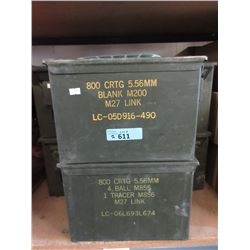 800 CRTG 5.56MM
BLANK M200
M27 LINK
LC-05D916-490
LOT
611
800 CRTG 5.56MM
4 BALL M855
1 TRACER M856
M27 LINK
LC-06L693L674